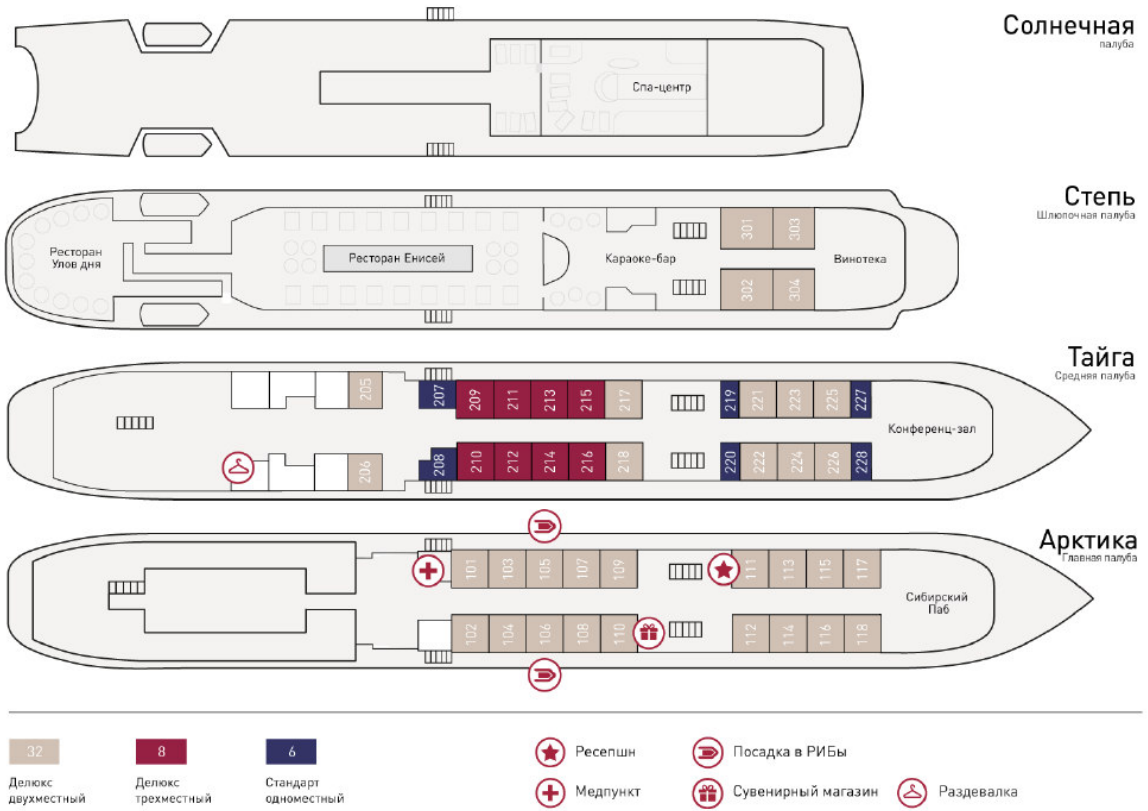 Солнечная
палуба
Спа-центр
Степь
Шлюпочная палуба
Ресторан
Улов дня
Ресторан Енисей
Караоке-бар
301
303
302
304
Винотека
Тайга
Средняя палуба
205
207
209
211
213
215
217
219
221
223
225
227
Конференц-зал
206
208
210
212
214
216
218
220
222
224
226
228
Арктика
Главная палуба
101
103
105
107
109
111
113
115
117
Сибирский
Паб
102
104
106
108
110
112
114
116
118
32
Делюкс
двухместный
8
Делюкс
трехместный
6
Стандарт
одноместный
Ресепшн
Посадка в РИБы
Медпункт
Сувенирный магазин
Раздевалка